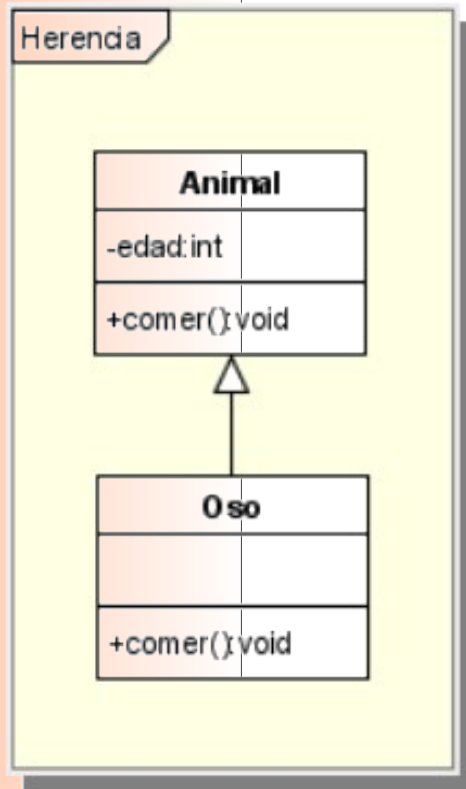 Herencia
Animal
-edad:int
+comer():void
Oso
+comer():void